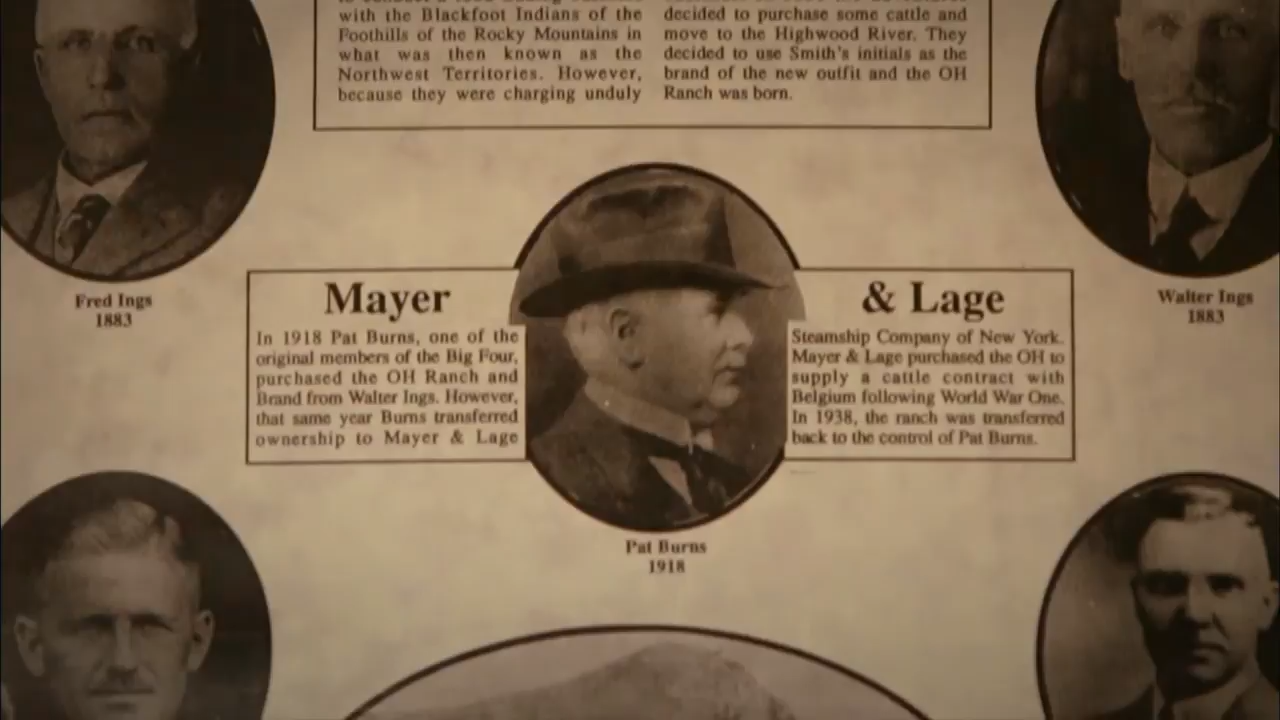 with the Blackfoot Indians of the
Foothills of the Rocky Mountains in
what was then known as the
Northwest Territories. However,
because they were charging unduly
decided to purchase some cattle and
move to the Highwood River. They
decided to use Smith's initials as the
brand of the new outfit and the OH
Ranch was born.
Fred Ings
1883
Walter Ings
1883
Mayer
In 1918 Pat Burns, one of the
original members of the Big Four,
purchased the OH Ranch and
Brand from Walter Ings. However,
that same year Burns transferred
ownership to Mayer & Lage
& Lage
Steamship Company of New York.
Mayer & Lage purchased the OH to
supply a cattle contract with
Belgium following World War One.
In 1938, the ranch was transferred
back to the control of Pat Burns.
Pat Burns
1918